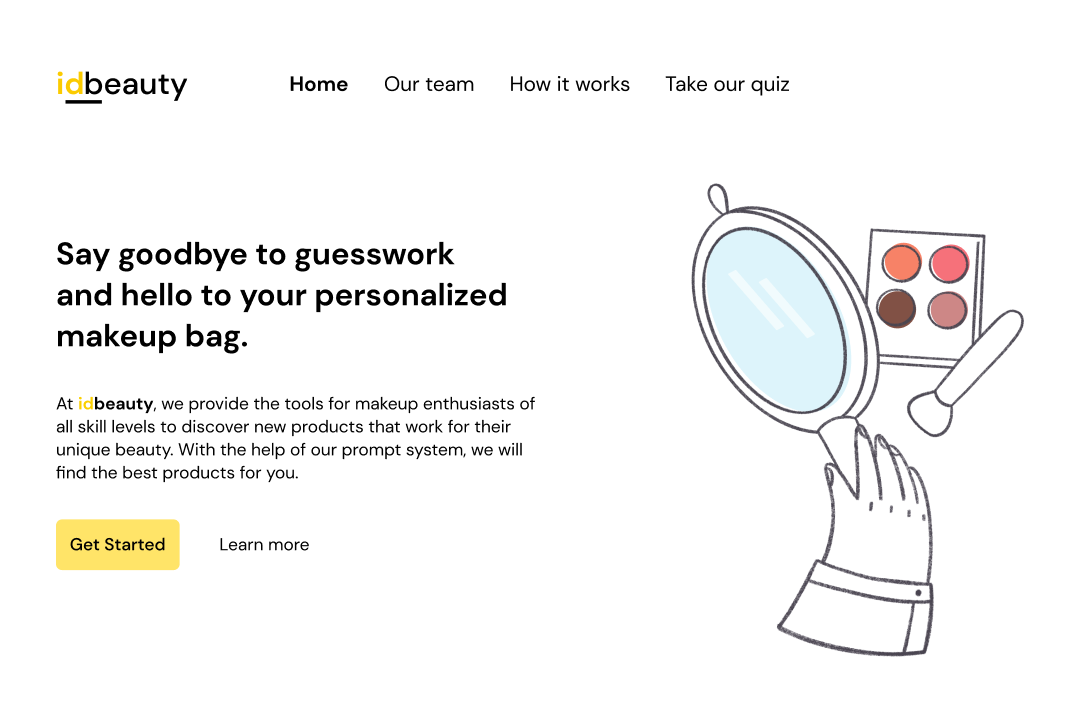 idbeauty
Home Our team How it works Take our quiz
Say goodbye to guesswork
and hello to your personalized
makeup bag.
At idbeauty, we provide the tools for makeup enthusiasts of
all skill levels to discover new products that work for their
unique beauty. With the help of our prompt system, we will
find the best products for you.
Get Started Learn more